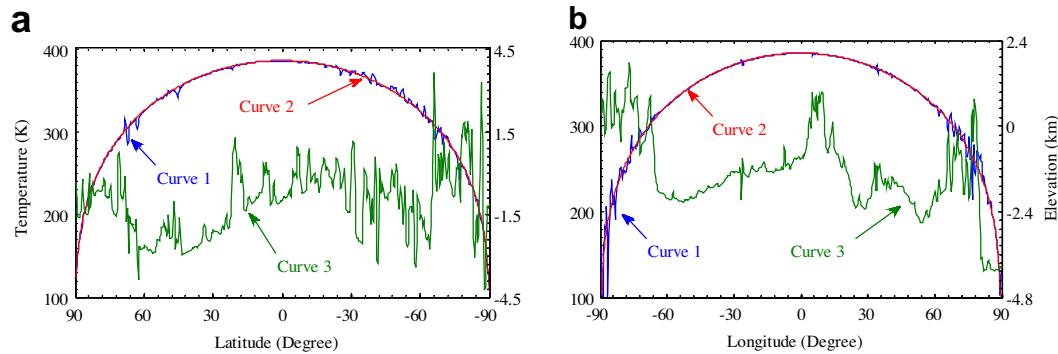 a
400
300
200
100
Temperature (K)
4.5
1.5
-1.5
-4.5
Curve 2
Curve 1
Curve 3
90
60
30
0
-30
-60
-90
Latitude (Degree)
b
400
300
200
100
2.4
0
-2.4
-4.8
Elevation (km)
Curve 2
Curve 1
Curve 3
-90
-60
-30
0
30
60
90
Longitude (Degree)